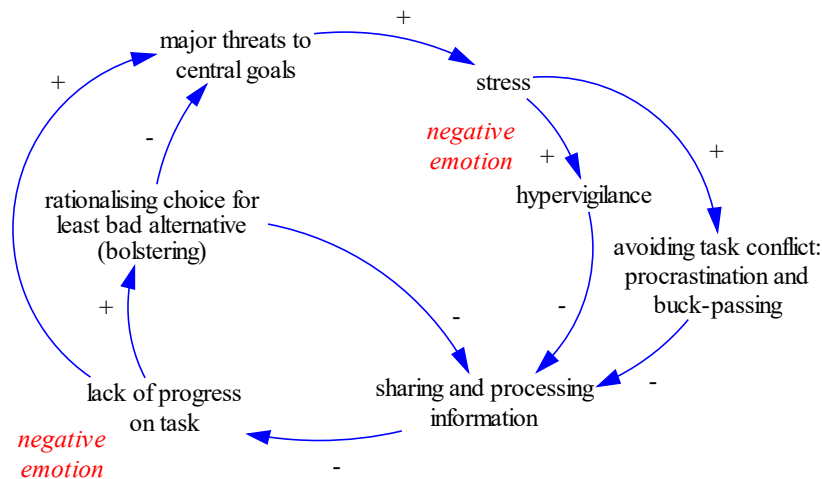 +
major threats to
central goals
+
stress
-
negative
emotion
+
+
hypervigilance
rationalising choice for
least bad alternative
(bolstering)
avoiding task conflict:
procrastination and
buck-passing
+
-
-
-
lack of progress
on task
sharing and processing
information
negative
emotion
-